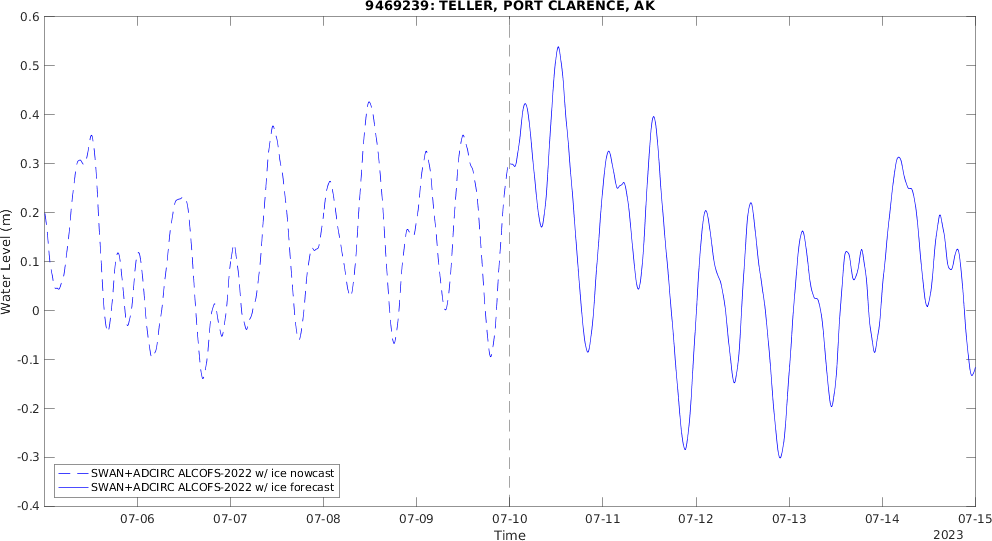 9469239: TELLER, PORT CLARENCE, AK
0.6
0.5
0.4
0.3
0.2
0.1
0
-0.1
-0.2
-0.3
-0.4
Water Level (m)
SWAN+ADCIRC ALCOFS-2022 w/ ice nowcast
SWAN+ADCIRC ALCOFS-2022 w/ ice forecast
07-06 07-07 07-08 07-09 07-10 07-11 07-12 07-13 07-14 07-15
Time
2023